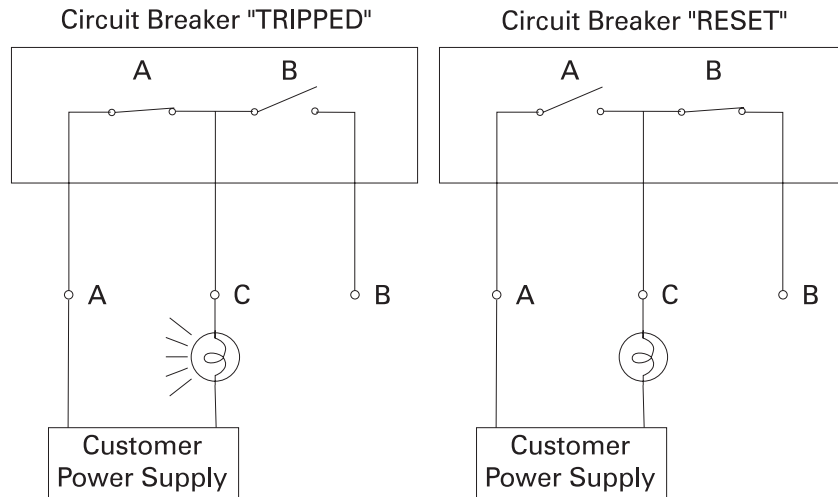 Circuit Breaker "TRIPPED"
A
B
A
C
B
Customer
Power Supply
Circuit Breaker "RESET"
A
B
A
C
B
Customer
Power Supply